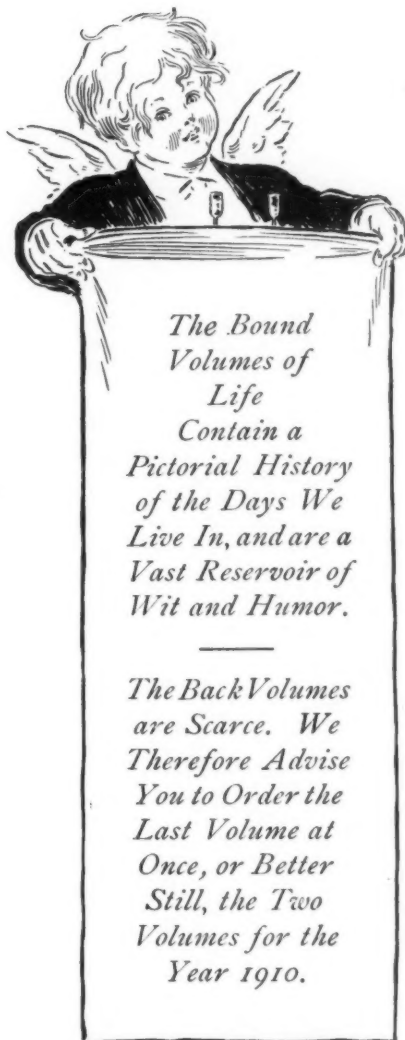 The Bound
Volumes of
Life
Contain a
Pictorial History
of the Days We
Live In, and are a
Vast Reservoir of
Wit and Humor.
The Back Volumes
are Scarce. We
Therefore Advise
You to Order the
Last Volume at
Once, or Better
Still, the Two
Volumes for the
Year 1910.